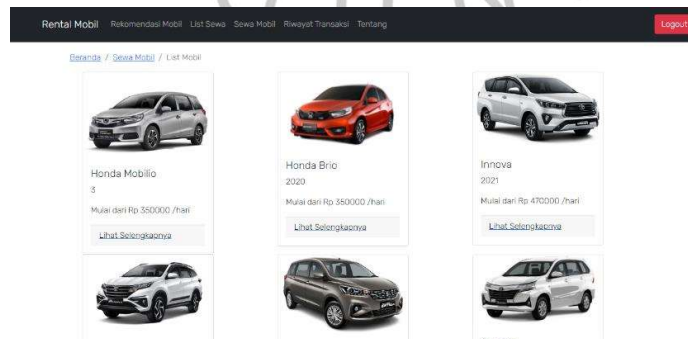 Rental Mobil Rekomendasi Mobil List Sewa Sewa Mobil Riwayat Transaksi Tentang Logout
Beranda / Sewa Mobil / List Mobil
Honda Mobilio
3
Mulai dari Rp 350000 /hari
Lihat Selengkapnya
Honda Brio
2020
Mulai dari Rp 350000 /hari
Lihat Selengkapnya
Innova
2021
Mulai dari Rp 470000 /hari
Lihat Selengkapnya